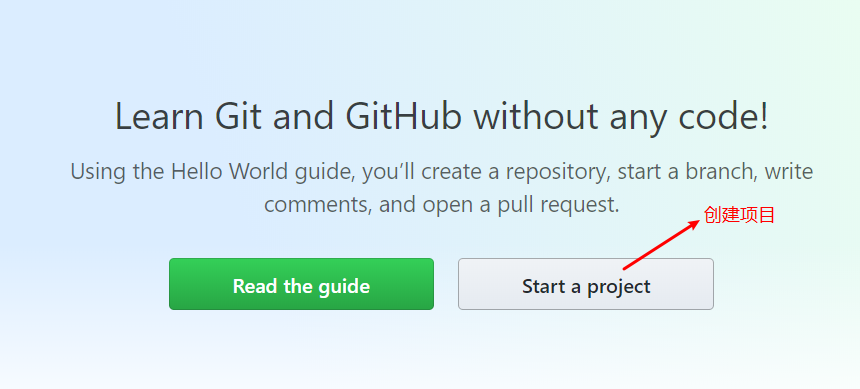 Learn Git and GitHub without any code!
Using the Hello World guide, you’ll create a repository, start a branch, write
comments, and open a pull request.
创建项目
Read the guide
Start a project